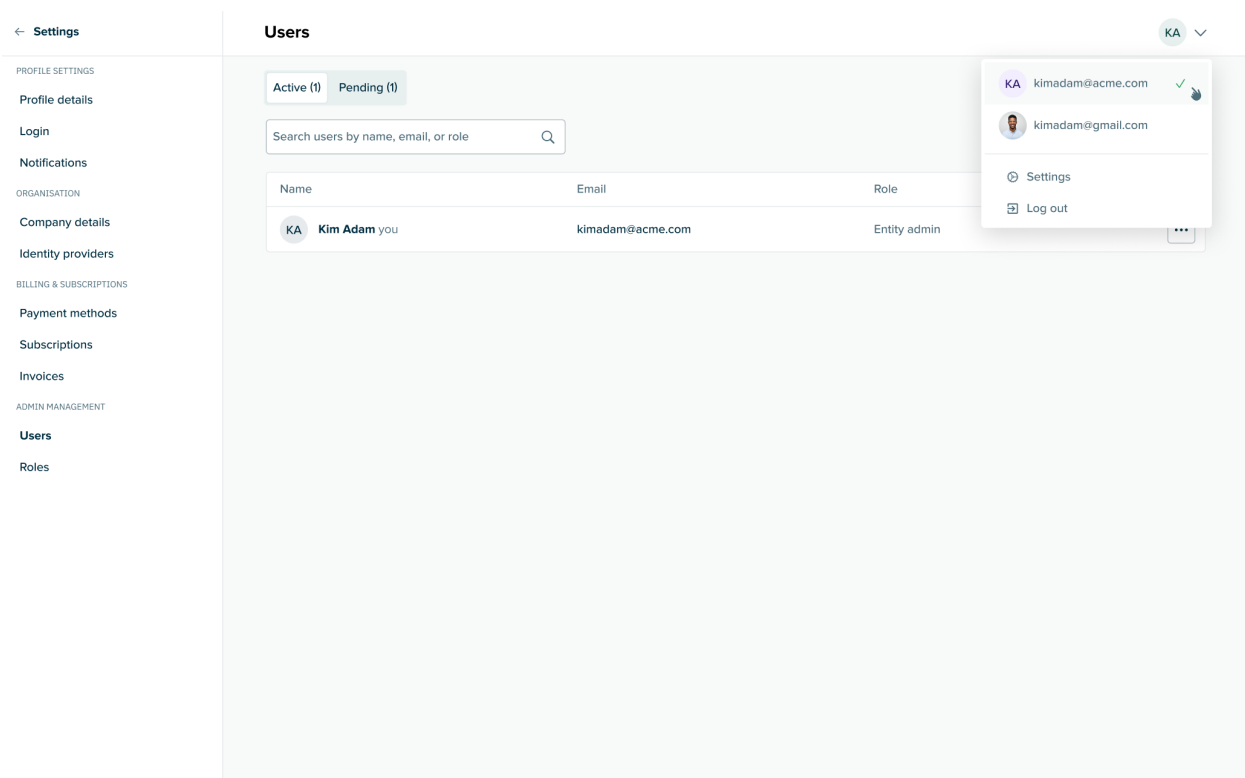 Settings
PROFILE SETTINGS
Profile details
Login
Notifications
ORGANISATION
Company details
Identity providers
BILLING & SUBSCRIPTIONS
Payment methods
Subscriptions
Invoices
ADMIN MANAGEMENT
Users
Roles
Users
KA
Active (1) Pending (1)
Search users by name, email, or role
Name Email Role
KA Kim Adam you kimadam@acme.com Entity admin
KA kimadam@acme.com
kimadam@gmail.com
Settings
Log out